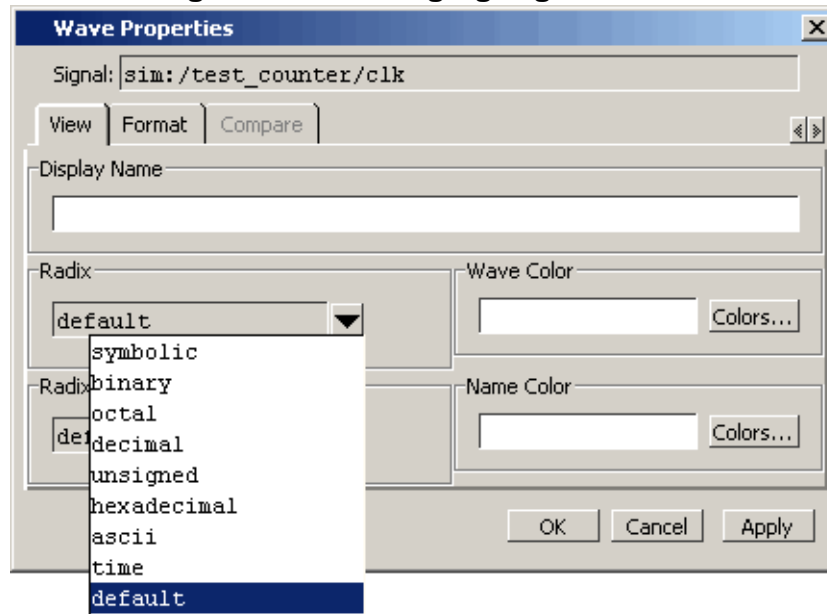 Wave Properties
Signal: sim:/test_counter/clk
View Format Compare
Display Name
Radix
Wave Color
default
Colors...
symbolic
binary
octal
decimal
unsigned
hexadecimal
ascii
time
default
Radix
Name Color
Colors...
OK Cancel Apply